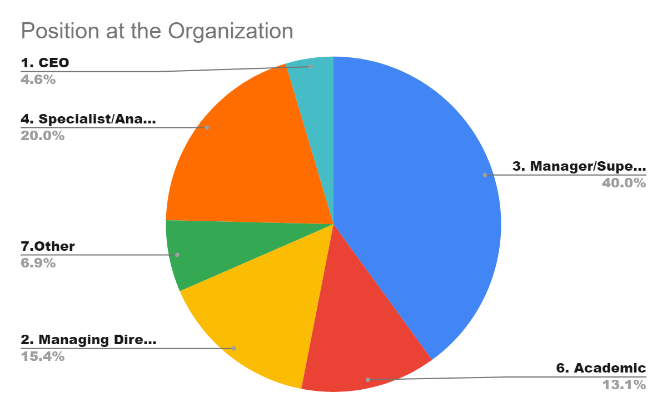 Position at the Organization
1. CEO
4.6%
4. Specialist/Ana...
20.0%
3. Manager/Supe...
40.0%
7.Other
6.9%
2. Managing Dire...
15.4%
6. Academic
13.1%